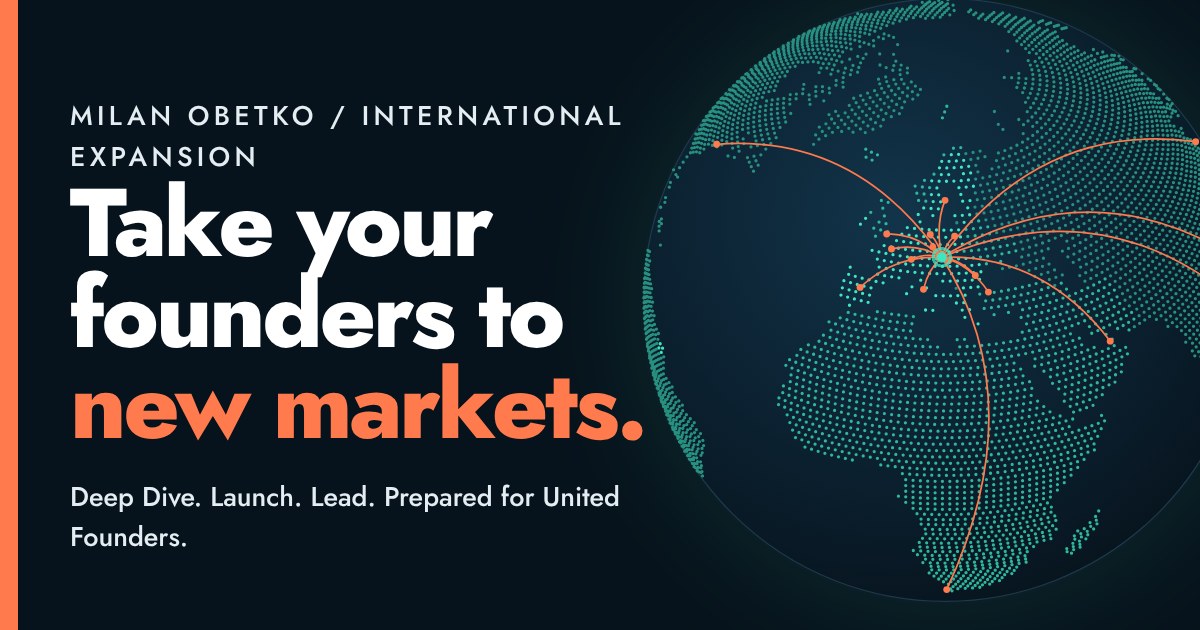 MILAN OBETKO / INTERNATIONAL
EXPANSION
Take your
founders to
new markets.
Deep Dive. Launch. Lead. Prepared for United
Founders.